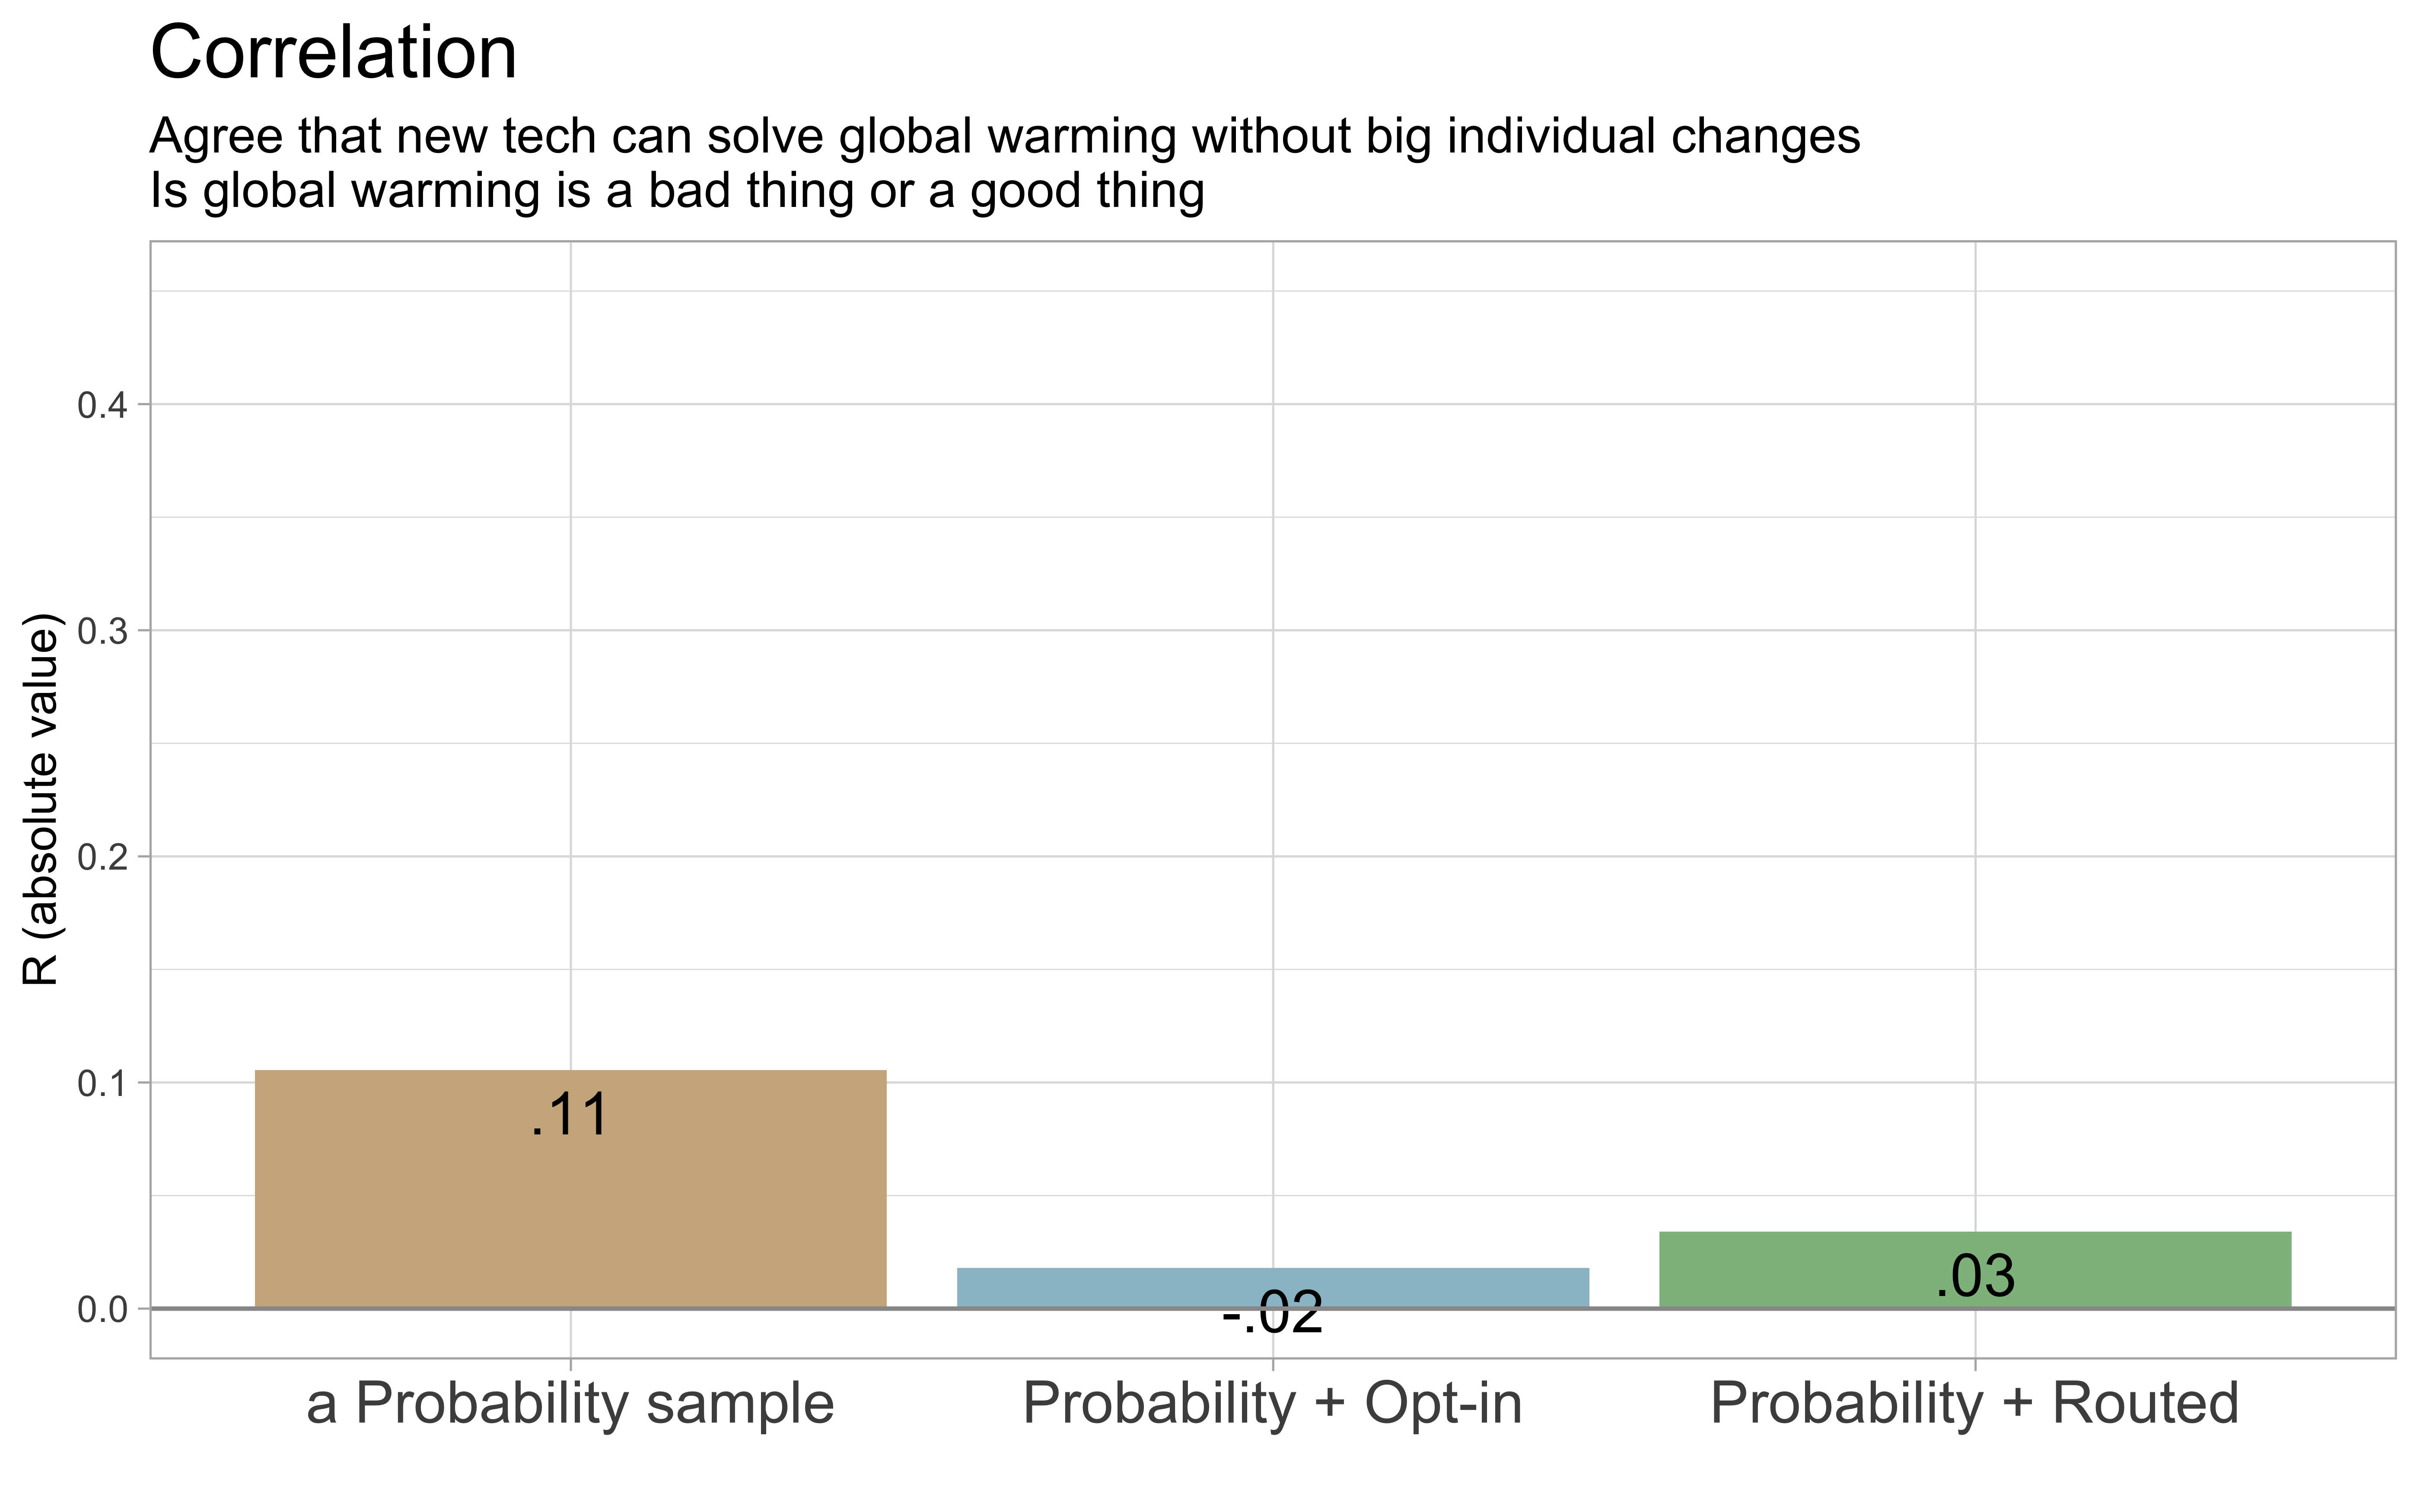 Correlation
Agree that new tech can solve global warming without big individual changes
Is global warming is a bad thing or a good thing
R (absolute value)
0.4
0.3
0.2
0.1
0.0
.11
-.02
.03
a Probability sample
Probability + Opt-in
Probability + Routed